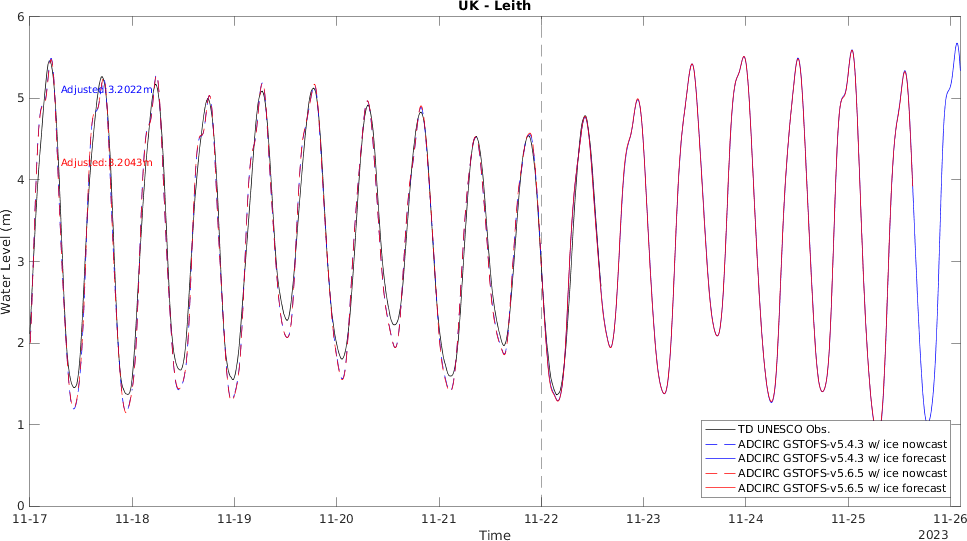 UK - Leith
6
5
4
3
2
1
0
Water Level (m)
Adjusted:3.2022m
Adjusted:3.2043m
TD UNESCO Obs.
ADCIRC GSTOFS-v5.4.3 w/ ice nowcast
ADCIRC GSTOFS-v5.4.3 w/ ice forecast
ADCIRC GSTOFS-v5.6.5 w/ ice nowcast
ADCIRC GSTOFS-v5.6.5 w/ ice forecast
11-17 11-18 11-19 11-20 11-21 11-22 11-23 11-24 11-25 11-26
Time
2023